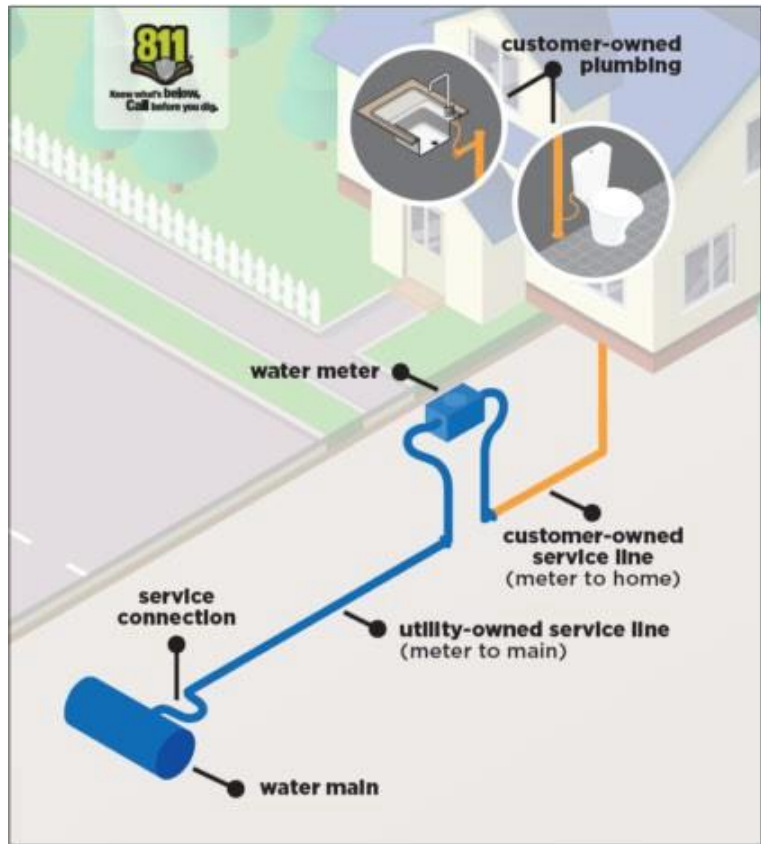 811
Know what's below.
Call before you dig.
customer-owned
plumbing
water meter
customer-owned
service line
(meter to home)
service
connection
utility-owned service line
(meter to main)
water main